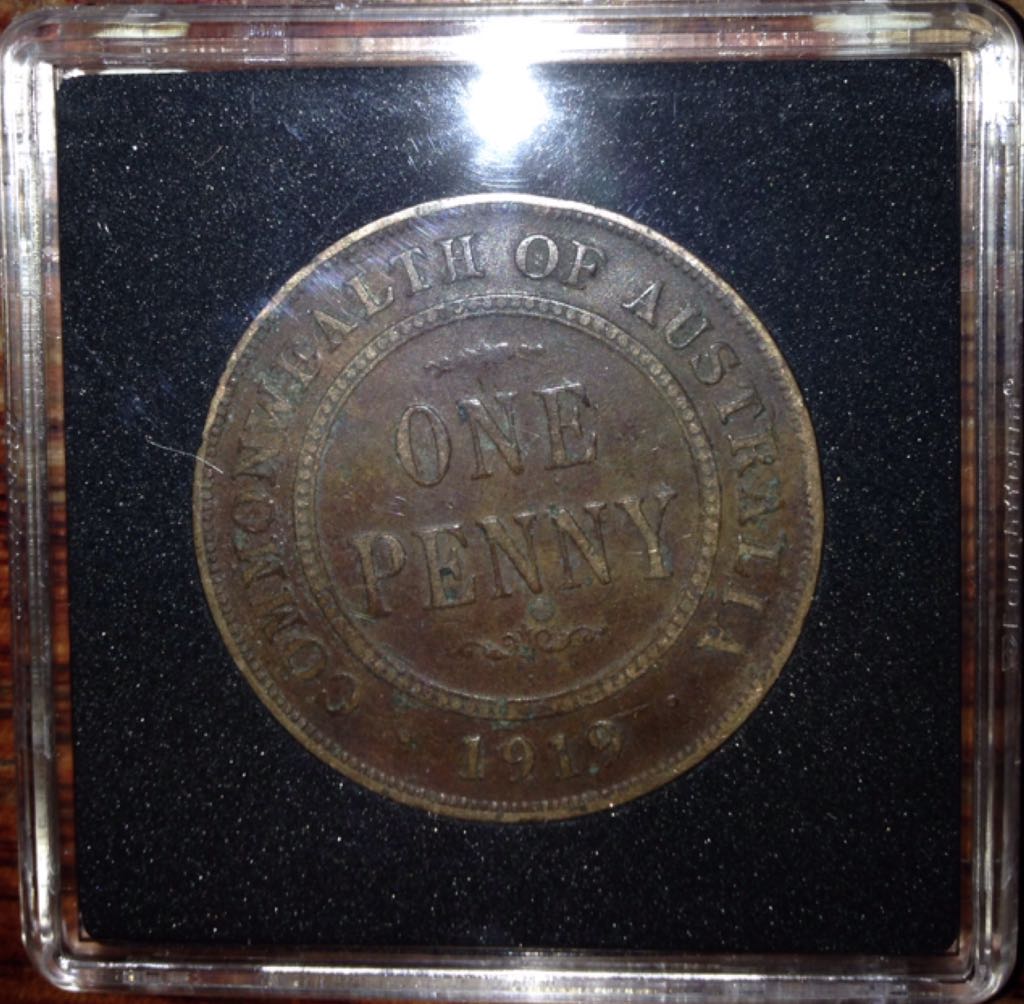 COMMONWEALTH OF AUSTRALIA
ONE
PENNY
1919